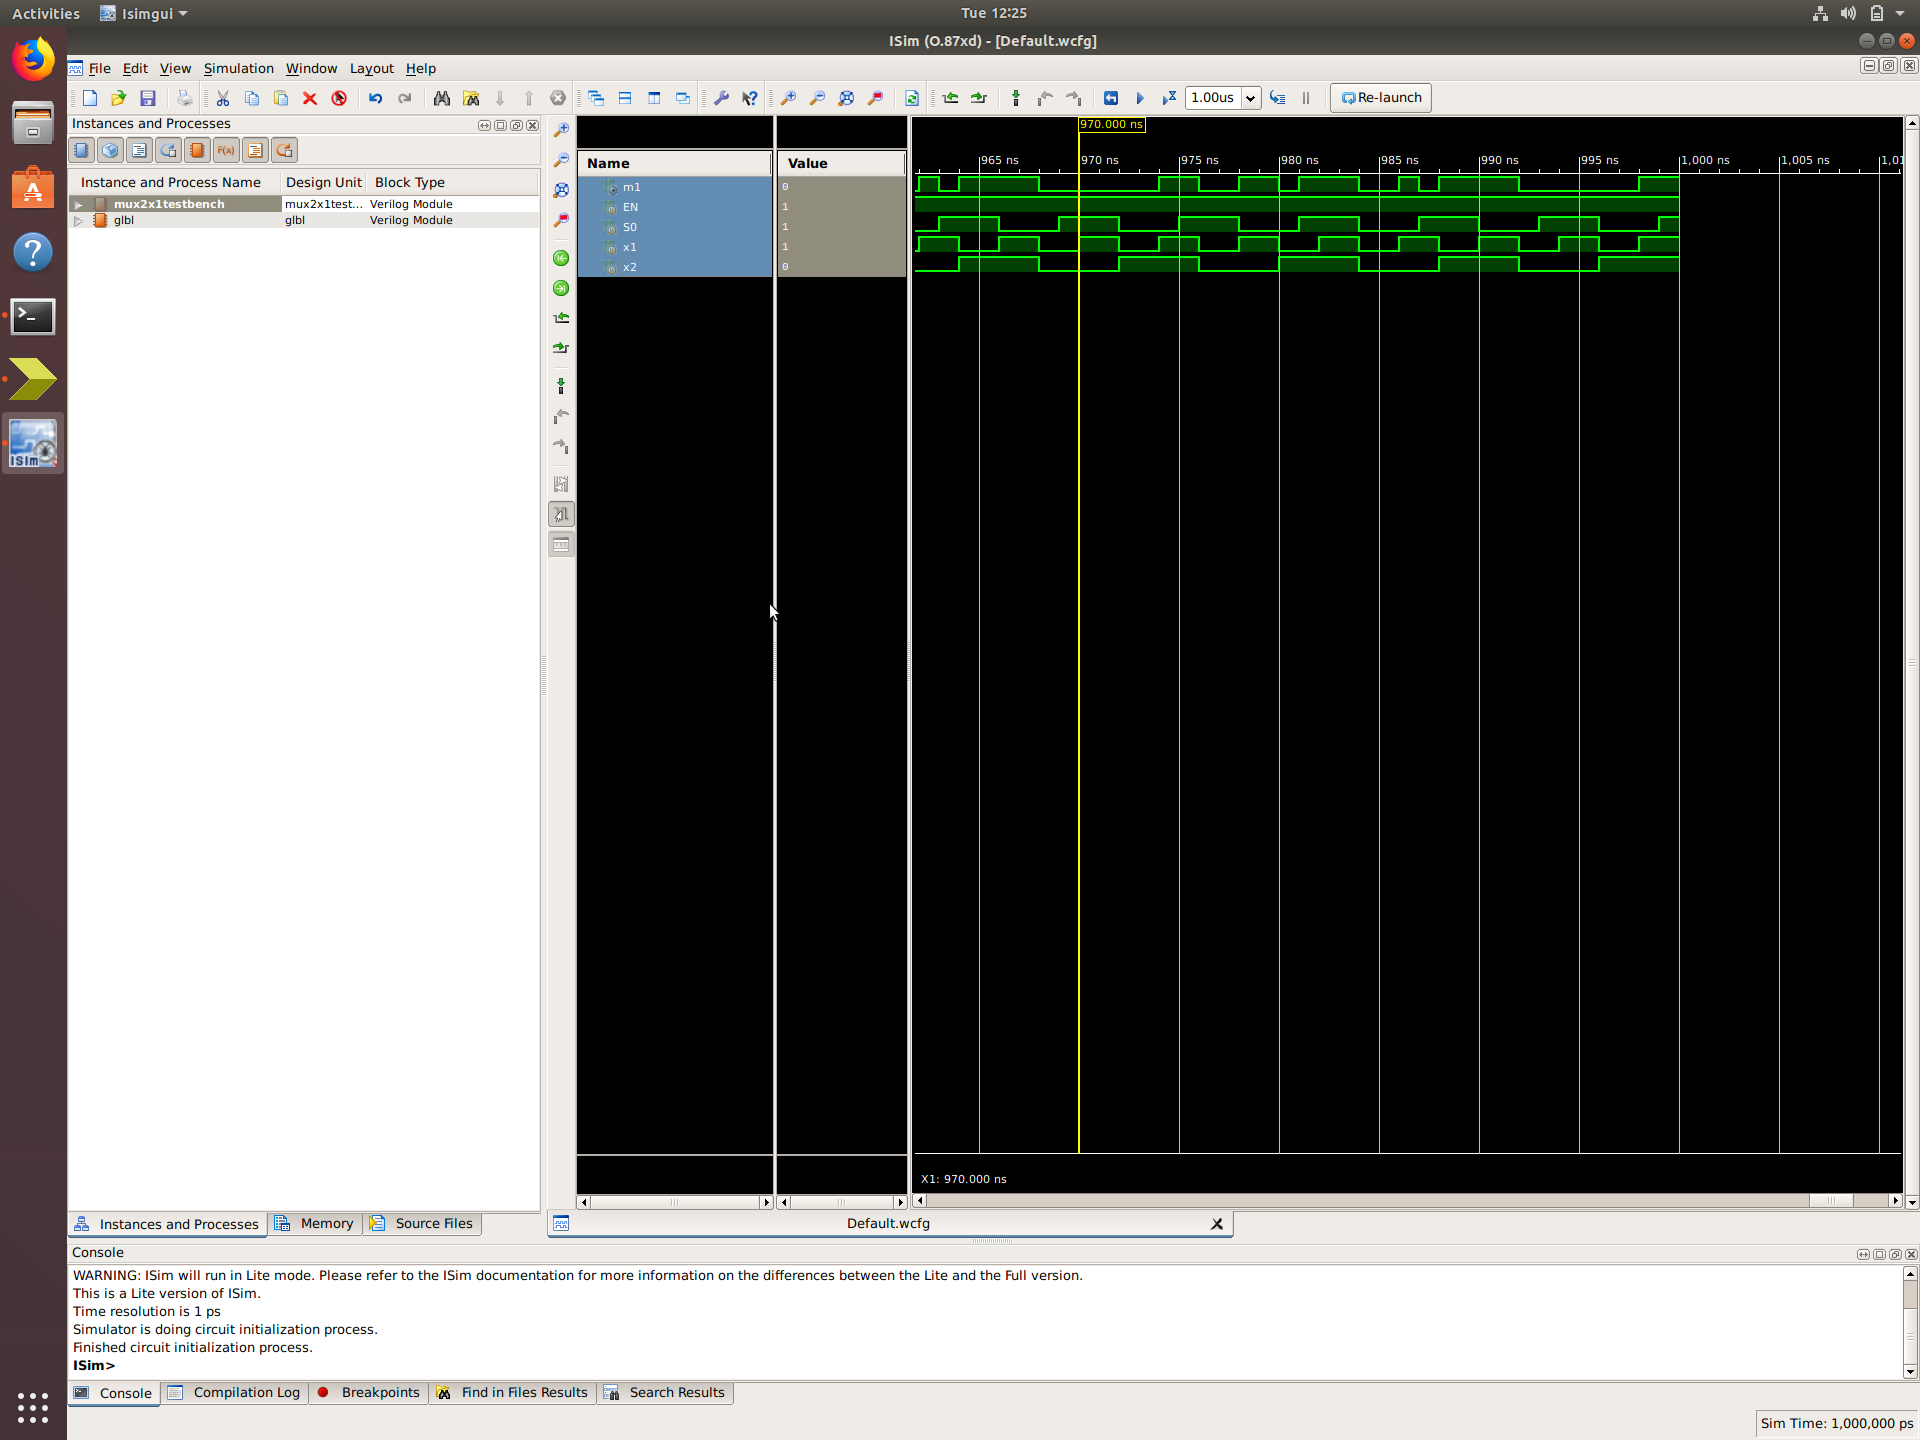 Activities Isimgui Tue 12:25
ISim (O.87xd) - [Default.wcfg]
File Edit View Simulation Window Layout Help
1.00us Re-launch
Instances and Processes
F(x)
Instance and Process Name Design Unit Block Type
mux2x1testbench mux2x1test... Verilog Module
glbl glbl Verilog Module
Name Value
m1 0
EN 1
S0 1
x1 1
x2 0
970.000 ns
965 ns 970 ns 975 ns 980 ns 985 ns 990 ns 995 ns 1,000 ns 1,005 ns 1,01
X1: 970.000 ns
ISim
Instances and Processes Memory Source Files
Default.wcfg
Console
WARNING: ISim will run in Lite mode. Please refer to the ISim documentation for more information on the differences between the Lite and the Full version.
This is a Lite version of ISim.
Time resolution is 1 ps
Simulator is doing circuit initialization process.
Finished circuit initialization process.
ISim>
Console Compilation Log Breakpoints Find in Files Results Search Results
Sim Time: 1,000,000 ps